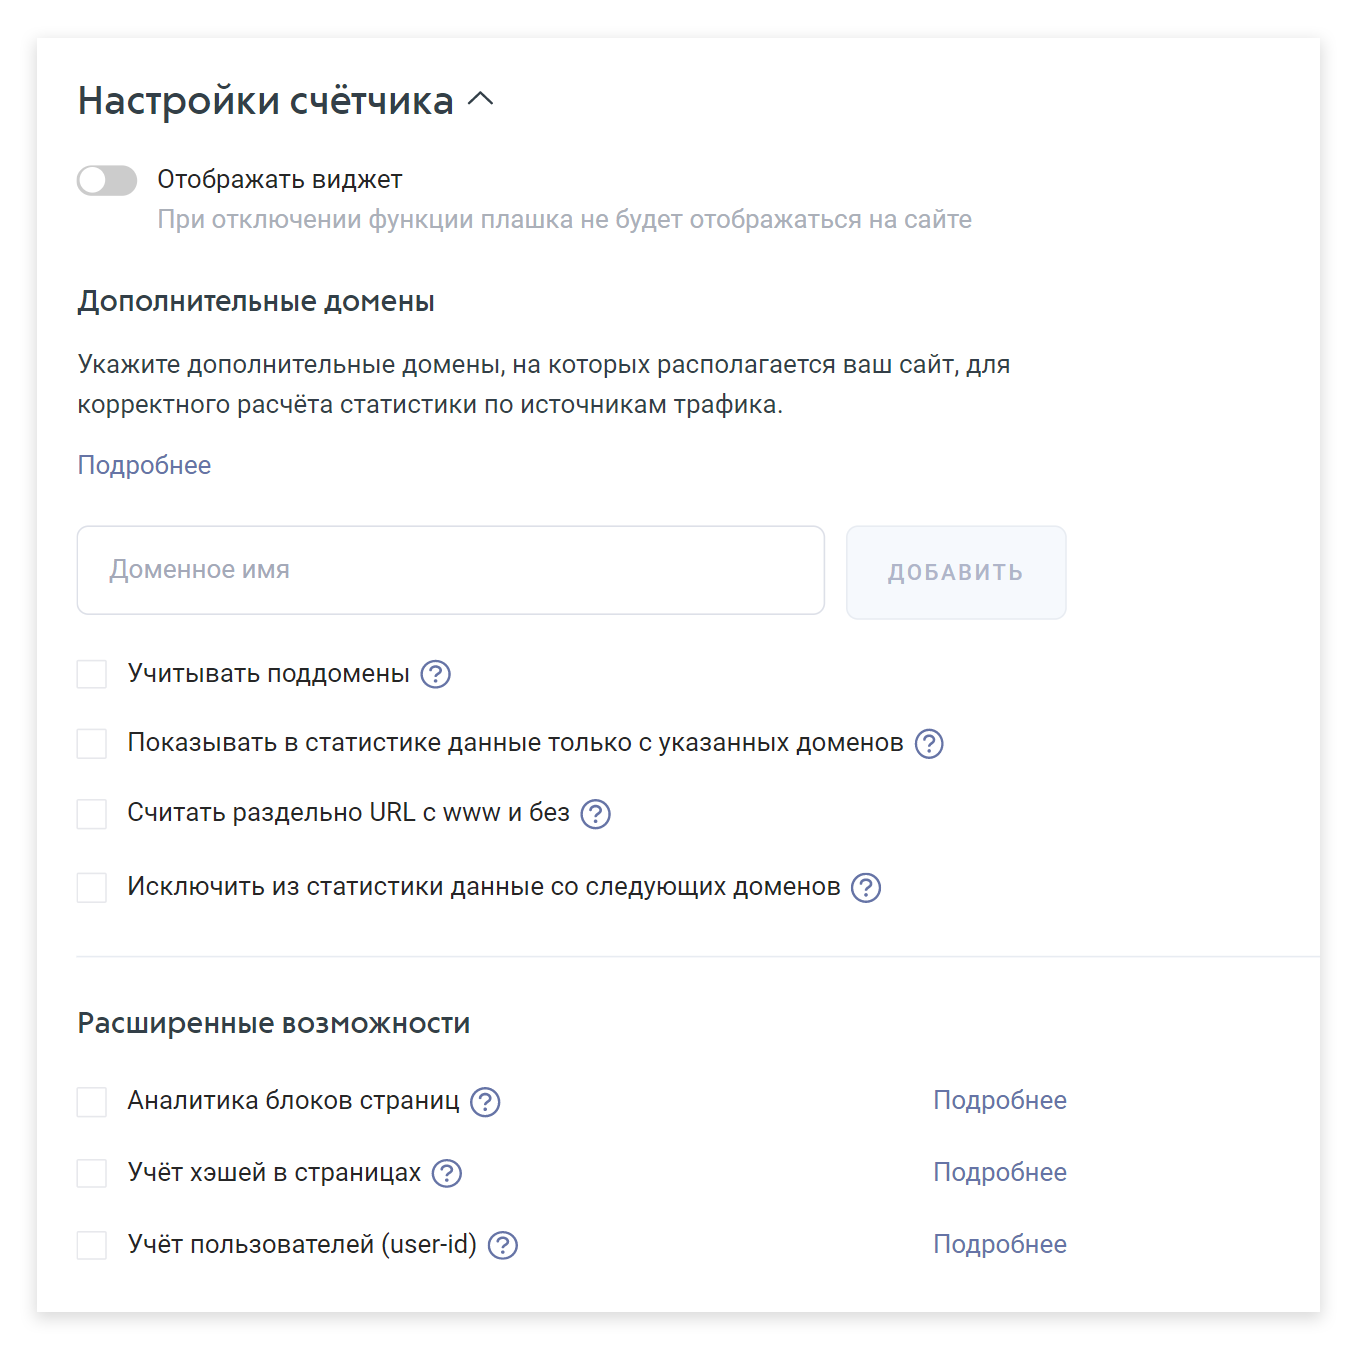 Настройки счётчика
Отображать виджет
При отключении функции плашка не будет отображаться на сайте
Дополнительные домены
Укажите дополнительные домены, на которых располагается ваш сайт, для
корректного расчёта статистики по источникам трафика.
Подробнее
Доменное имя
ДОБАВИТЬ
Учитывать поддомены ?
Показывать в статистике данные только с указанных доменов ?
Считать раздельно URL с www и без ?
Исключить из статистики данные со следующих доменов ?
Расширенные возможности
Аналитика блоков страниц ? Подробнее
Учёт хэшей в страницах ? Подробнее
Учёт пользователей (user-id) ? Подробнее